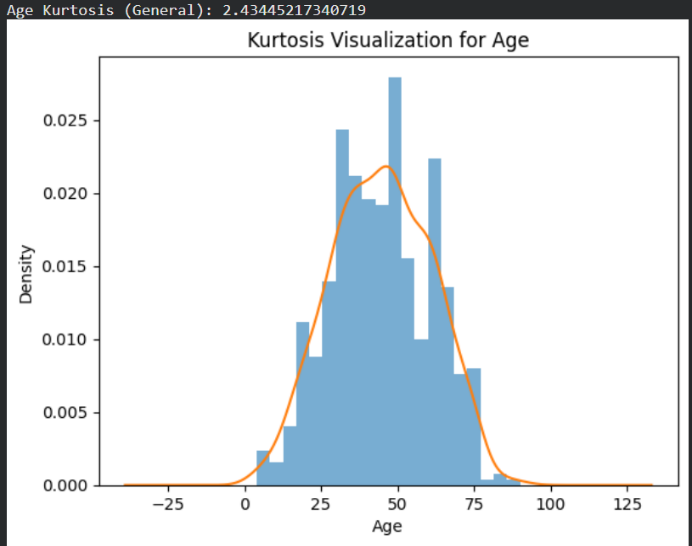 Age Kurtosis (General): 2.43445217340719
Kurtosis Visualization for Age
0.025
0.020
0.015
0.010
0.005
0.000
Density
−25 0 25 50 75 100 125
Age